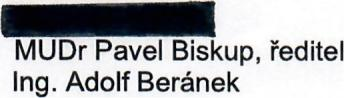 MUDr Pavel Biskup, ředitel
Ing. Adolf Beránek